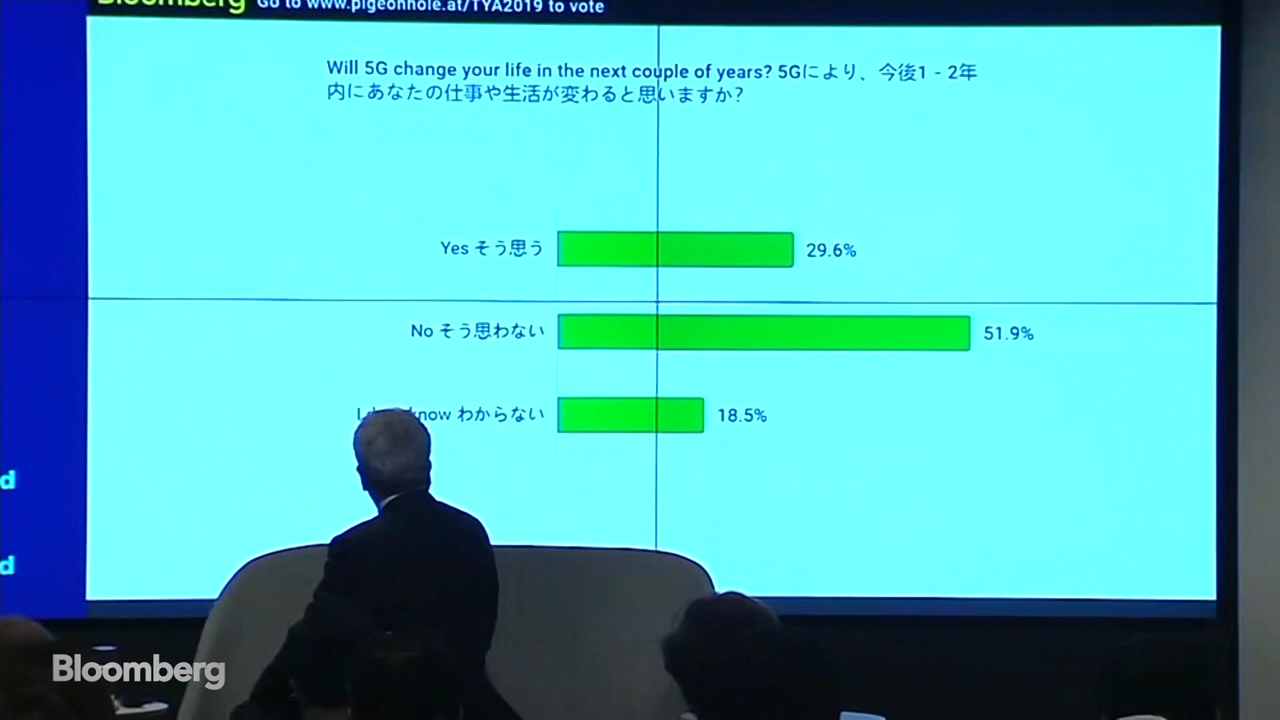 Bloomberg Go to www.pigeonhole.at/TYA2019 to vote
Will 5G change your life in the next couple of years? 5Gにより、今後1 - 2年
内にあなたの仕事や生活が変わると思いますか?
Yes そう思う 29.6%
No そう思わない 51.9%
I know わからない 18.5%
d
d
Bloomberg